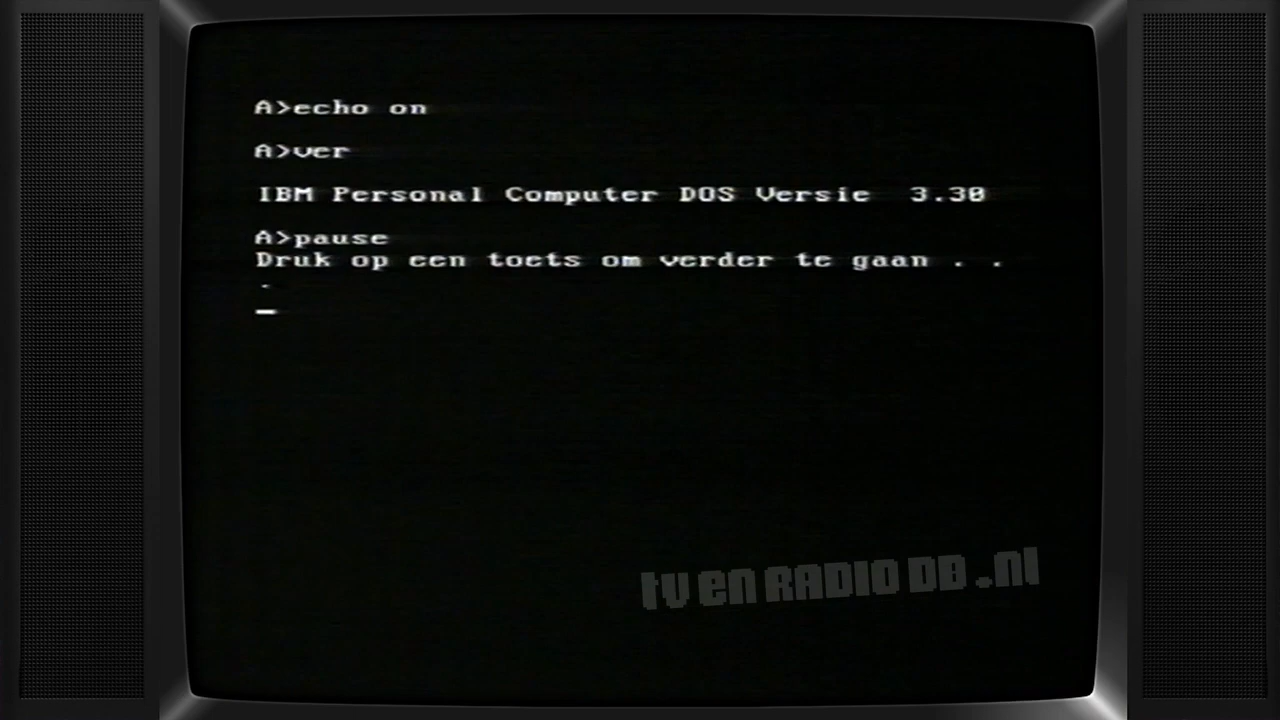 A>echo on
A>ver
IBM Personal Computer DOS Versie  3.30
A>pause
Druk op een toets om verder te gaan . .
.
tv en RADIO DB .nl